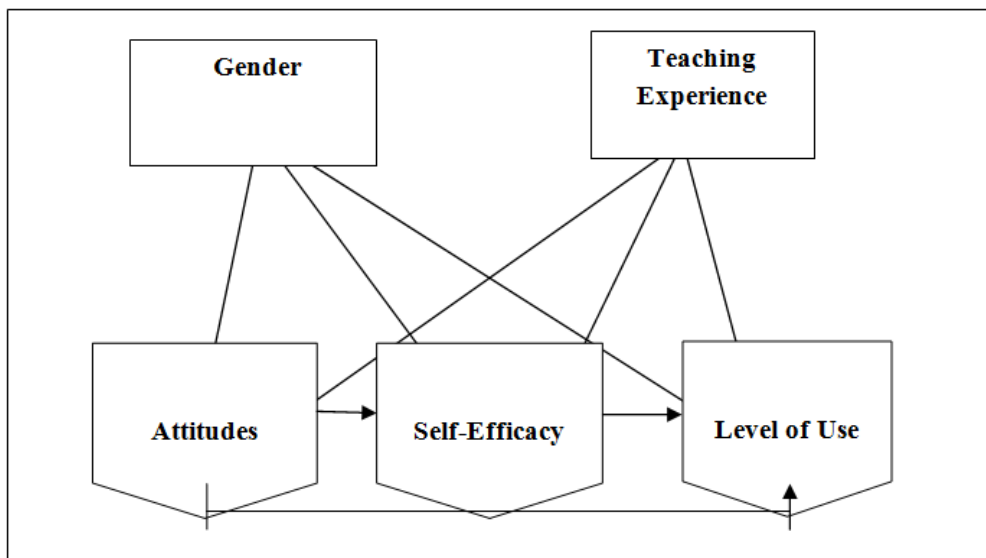 Gender
Teaching
Experience
Attitudes
Self-Efficacy
Level of Use